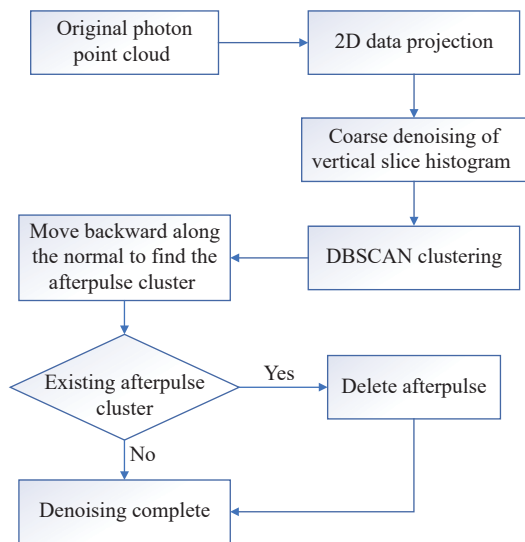 Original photon
point cloud
2D data projection
Coarse denoising of
vertical slice histogram
Move backward along
the normal to find the
afterpulse cluster
DBSCAN clustering
Existing afterpulse
cluster
Yes
Delete afterpulse
No
Denoising complete